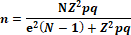 n = NZ²pq / e²(N − 1) + Z²pq